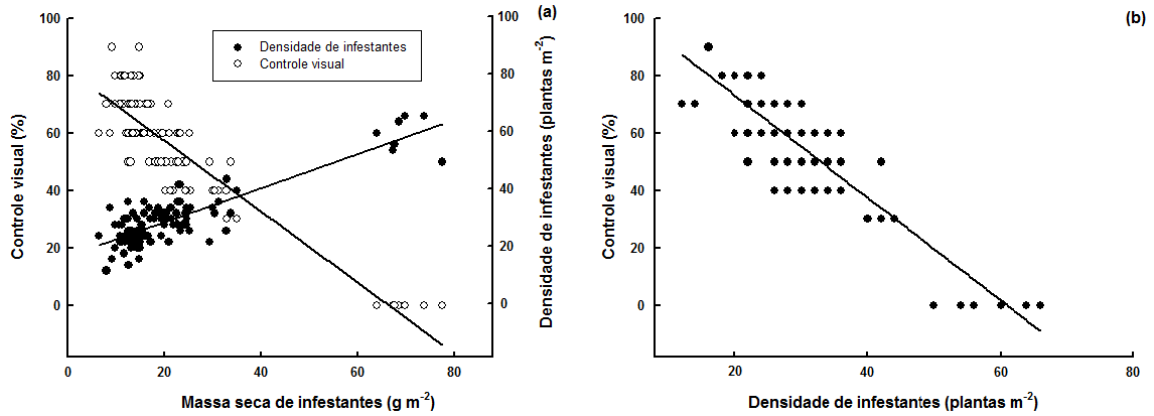 (a)
Densidade de infestantes
Controle visual
Controle visual (%)
100
80
60
40
20
0
Densidade de infestantes (plantas m-2)
100
80
60
40
20
0
0 20 40 60 80
Massa seca de infestantes (g m-2)
(b)
Controle visual (%)
100
80
60
40
20
0
20 40 60 80
Densidade de infestantes (plantas m-2)